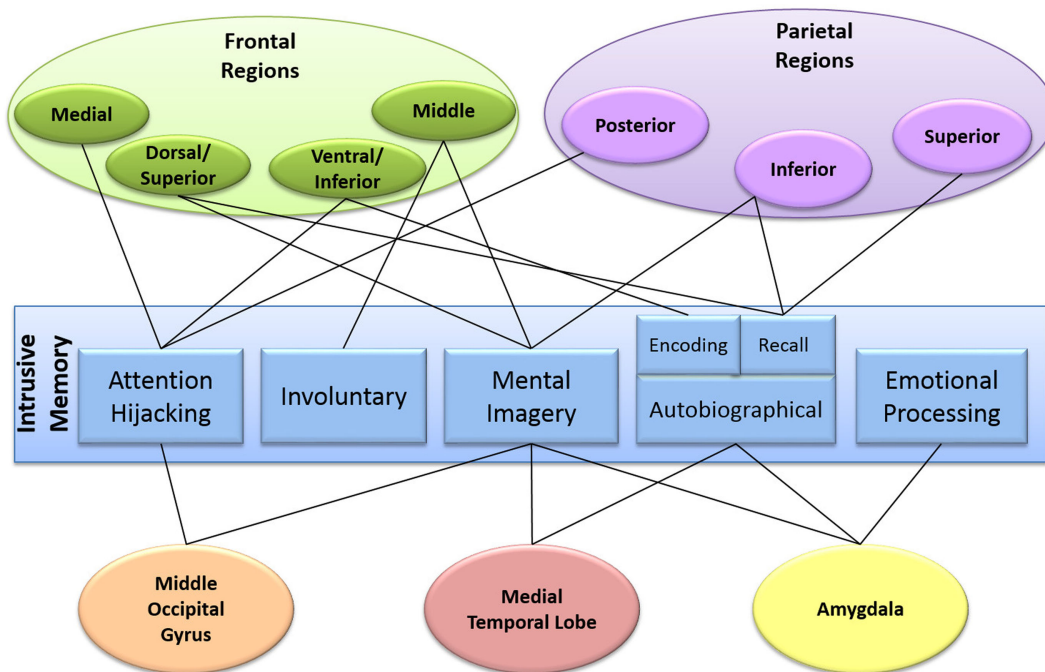 Frontal
Regions
Medial
Dorsal/
Superior
Ventral/
Inferior
Middle
Parietal
Regions
Posterior
Inferior
Superior
Intrusive
Memory
Attention
Hijacking
Involuntary
Mental
Imagery
Encoding
Recall
Autobiographical
Emotional
Processing
Middle
Occipital
Gyrus
Medial
Temporal Lobe
Amygdala